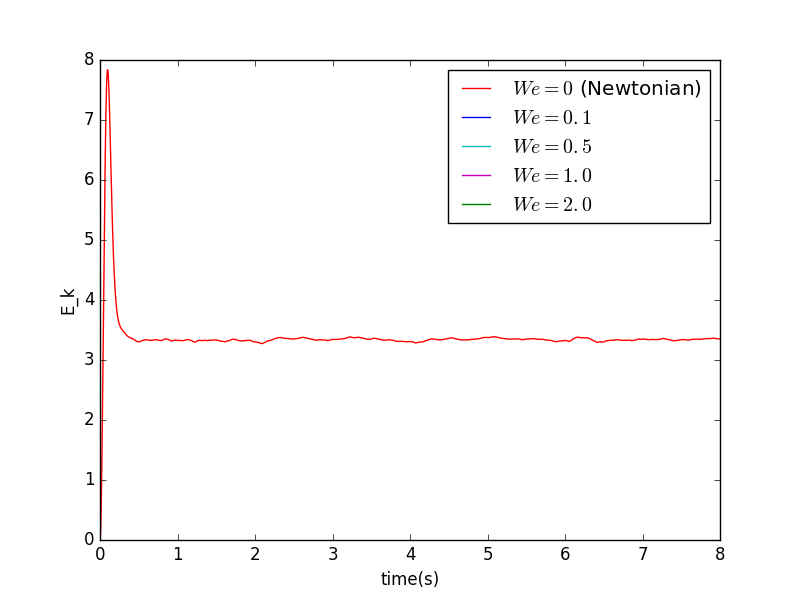 8
7
6
5
4
3
2
1
0
E_k
0 1 2 3 4 5 6 7 8
time(s)
We = 0 (Newtonian)
We = 0.1
We = 0.5
We = 1.0
We = 2.0